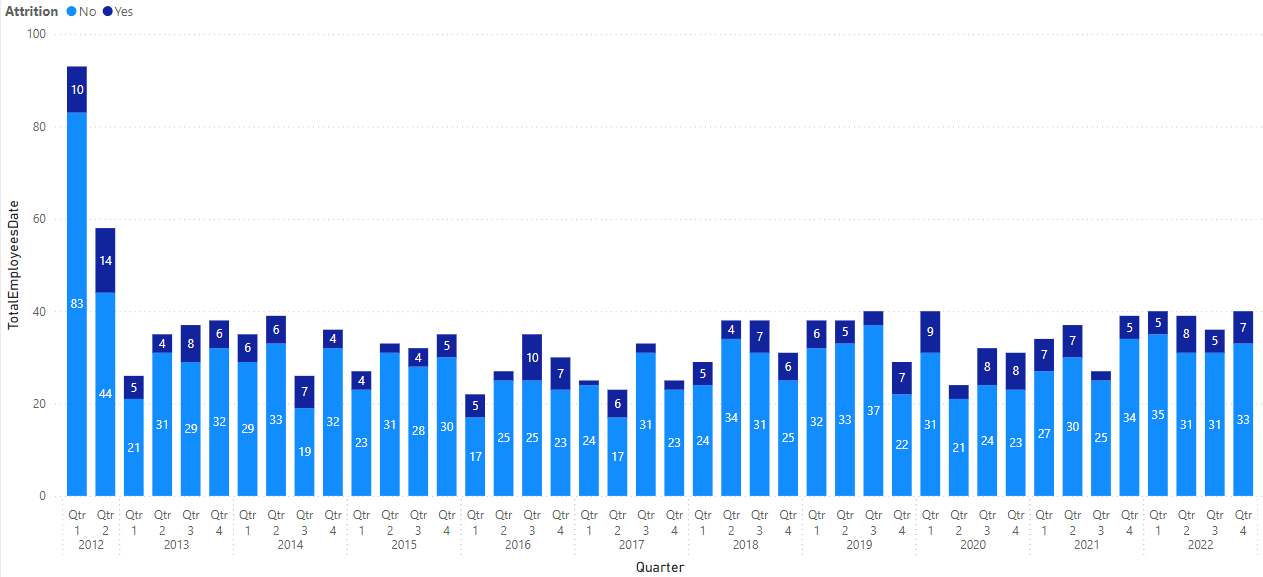 Attrition No Yes
100
80
60
40
20
0
TotalEmployeesDate
10 14 5 4 8 6 6 6 7 4 4 4 5 5 10 7 6 5 4 7 6 6 5 7 9 8 8 7 7 5 5 8 5 7
83 44 21 31 29 32 29 33 19 32 23 31 28 30 17 25 25 23 24 17 31 23 24 34 31 25 32 33 37 22 31 21 24 23 27 30 25 34 35 31 31 33
Qtr Qtr Qtr Qtr Qtr Qtr Qtr Qtr Qtr Qtr Qtr Qtr Qtr Qtr Qtr Qtr Qtr Qtr Qtr Qtr Qtr Qtr Qtr Qtr Qtr Qtr Qtr Qtr Qtr Qtr Qtr Qtr Qtr Qtr Qtr Qtr Qtr Qtr Qtr Qtr Qtr Qtr
1 2 1 2 3 4 1 2 3 4 1 2 3 4 1 2 3 4 1 2 3 4 1 2 3 4 1 2 3 4 1 2 3 4 1 2 3 4 1 2 3 4
2012 2013 2014 2015 2016 2017 2018 2019 2020 2021 2022
Quarter